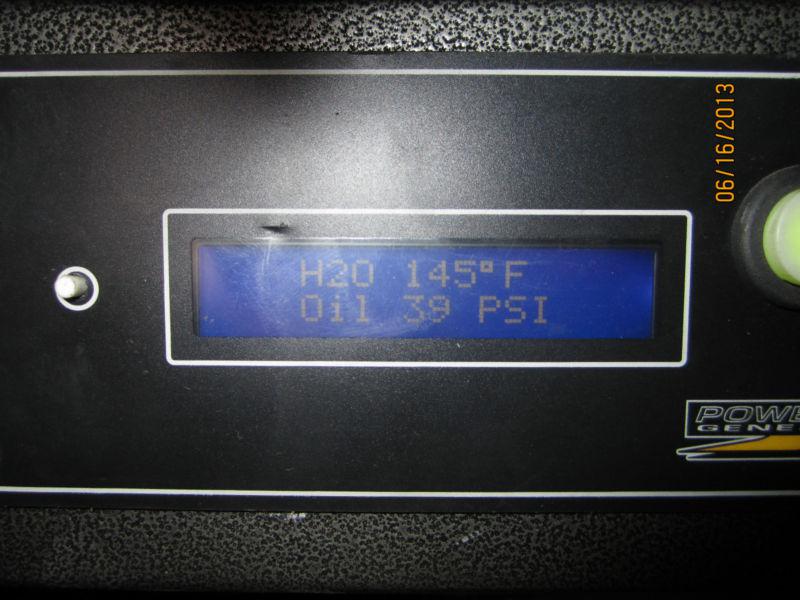 06/16/2013
H2O 145°F
Oil 39 PSI
POWE
GENE